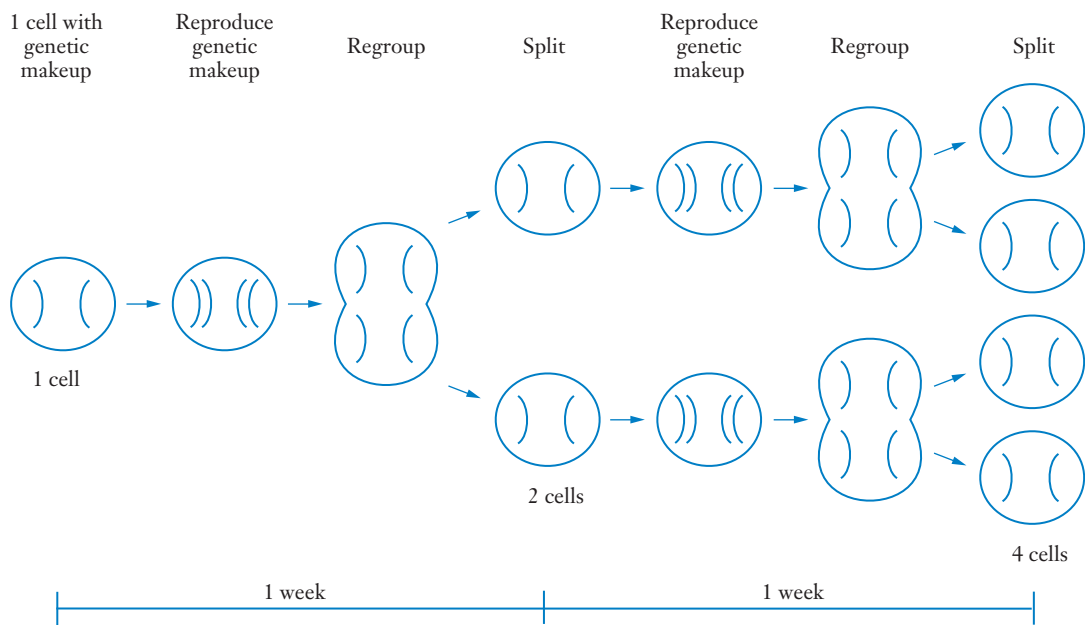 1 cell with
genetic
makeup
Reproduce
genetic
makeup
Regroup
Split
Reproduce
genetic
makeup
Regroup
Split
1 cell
2 cells
4 cells
1 week
1 week